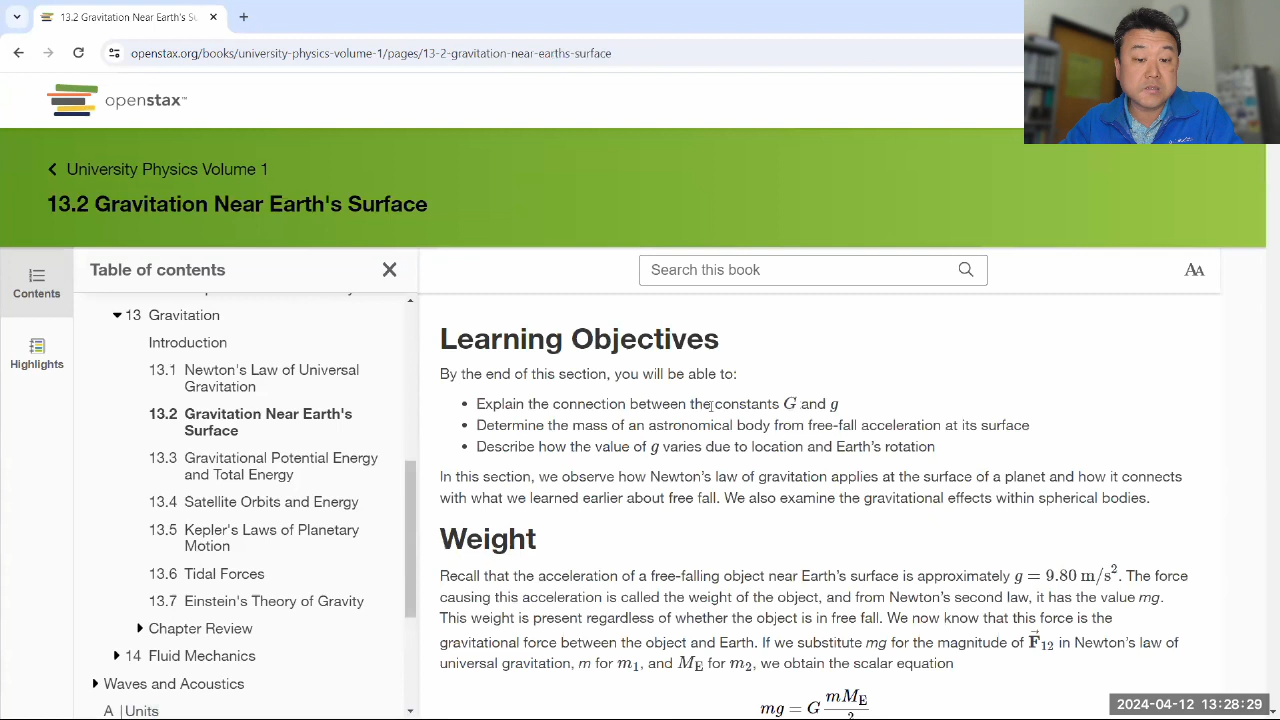 13.2 Gravitation Near Earth's Su
openstax.org/books/university-physics-volume-1/pages/13-2-gravitation-near-earths-surface
openstax™
University Physics Volume 1
13.2 Gravitation Near Earth's Surface
Contents
Highlights
Table of contents
13 Gravitation
Introduction
13.1 Newton's Law of Universal
Gravitation
13.2 Gravitation Near Earth's
Surface
13.3 Gravitational Potential Energy
and Total Energy
13.4 Satellite Orbits and Energy
13.5 Kepler's Laws of Planetary
Motion
13.6 Tidal Forces
13.7 Einstein's Theory of Gravity
Chapter Review
14 Fluid Mechanics
Waves and Acoustics
A | Units
Search this book
AA
Learning Objectives
By the end of this section, you will be able to:
• Explain the connection between the constants G and g
• Determine the mass of an astronomical body from free-fall acceleration at its surface
• Describe how the value of g varies due to location and Earth's rotation
In this section, we observe how Newton's law of gravitation applies at the surface of a planet and how it connects
with what we learned earlier about free fall. We also examine the gravitational effects within spherical bodies.
Weight
Recall that the acceleration of a free-falling object near Earth's surface is approximately g = 9.80 m/s². The force
causing this acceleration is called the weight of the object, and from Newton's second law, it has the value mg.
This weight is present regardless of whether the object is in free fall. We now know that this force is the
gravitational force between the object and Earth. If we substitute mg for the magnitude of F⃗₁₂ in Newton's law of
universal gravitation, m for m₁, and M_E for m₂, we obtain the scalar equation
mg = G mM_E
2024-04-12 13:28:29